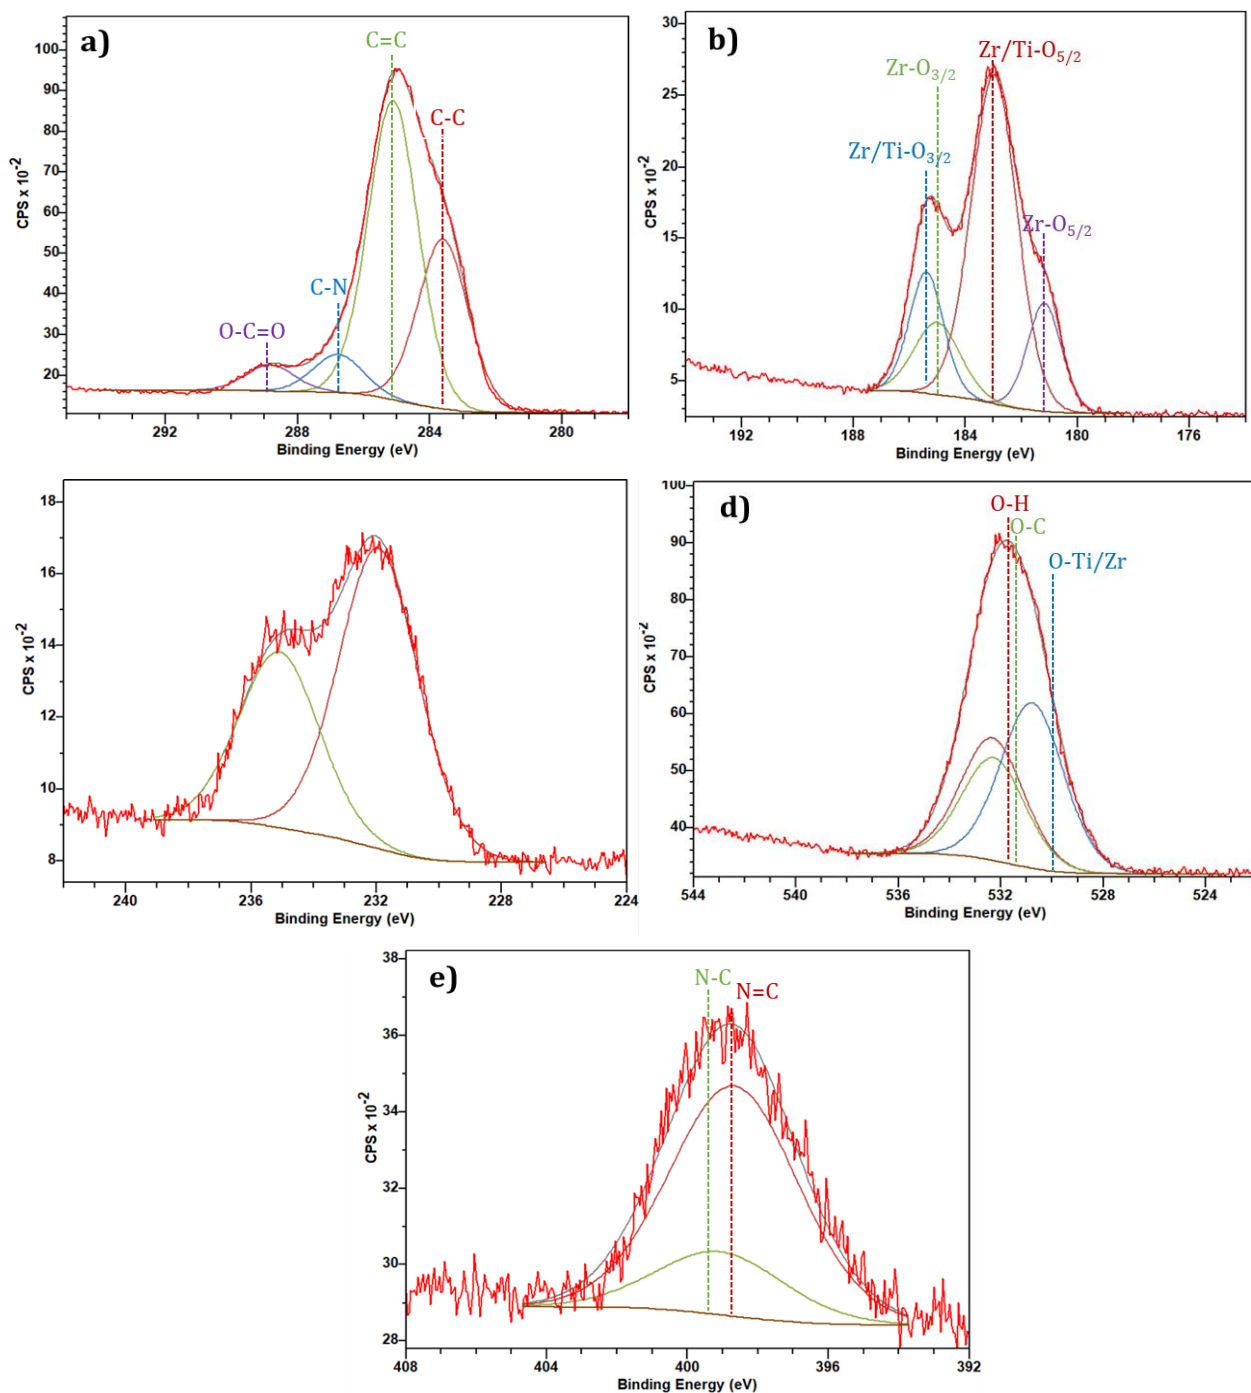 a)
C=C
C-C
C-N
O-C=O
100
90
80
70
60
50
40
30
20
CPS x 10⁻²
292 288 284 280
Binding Energy (eV)
b)
Zr/Ti-O5/2
Zr-O3/2
Zr/Ti-O3/2
Zr-O5/2
30
25
20
15
10
5
CPS x 10⁻²
192 188 184 180 176
Binding Energy (eV)
18
16
14
12
10
8
CPS x 10⁻²
240 236 232 228 224
Binding Energy (eV)
d)
O-H
O-C
O-Ti/Zr
100
90
80
70
60
50
40
CPS x 10⁻²
544 540 536 532 528 524
Binding Energy (eV)
e)
N-C
N=C
38
36
34
32
30
28
CPS x 10⁻²
408 404 400 396 392
Binding Energy (eV)